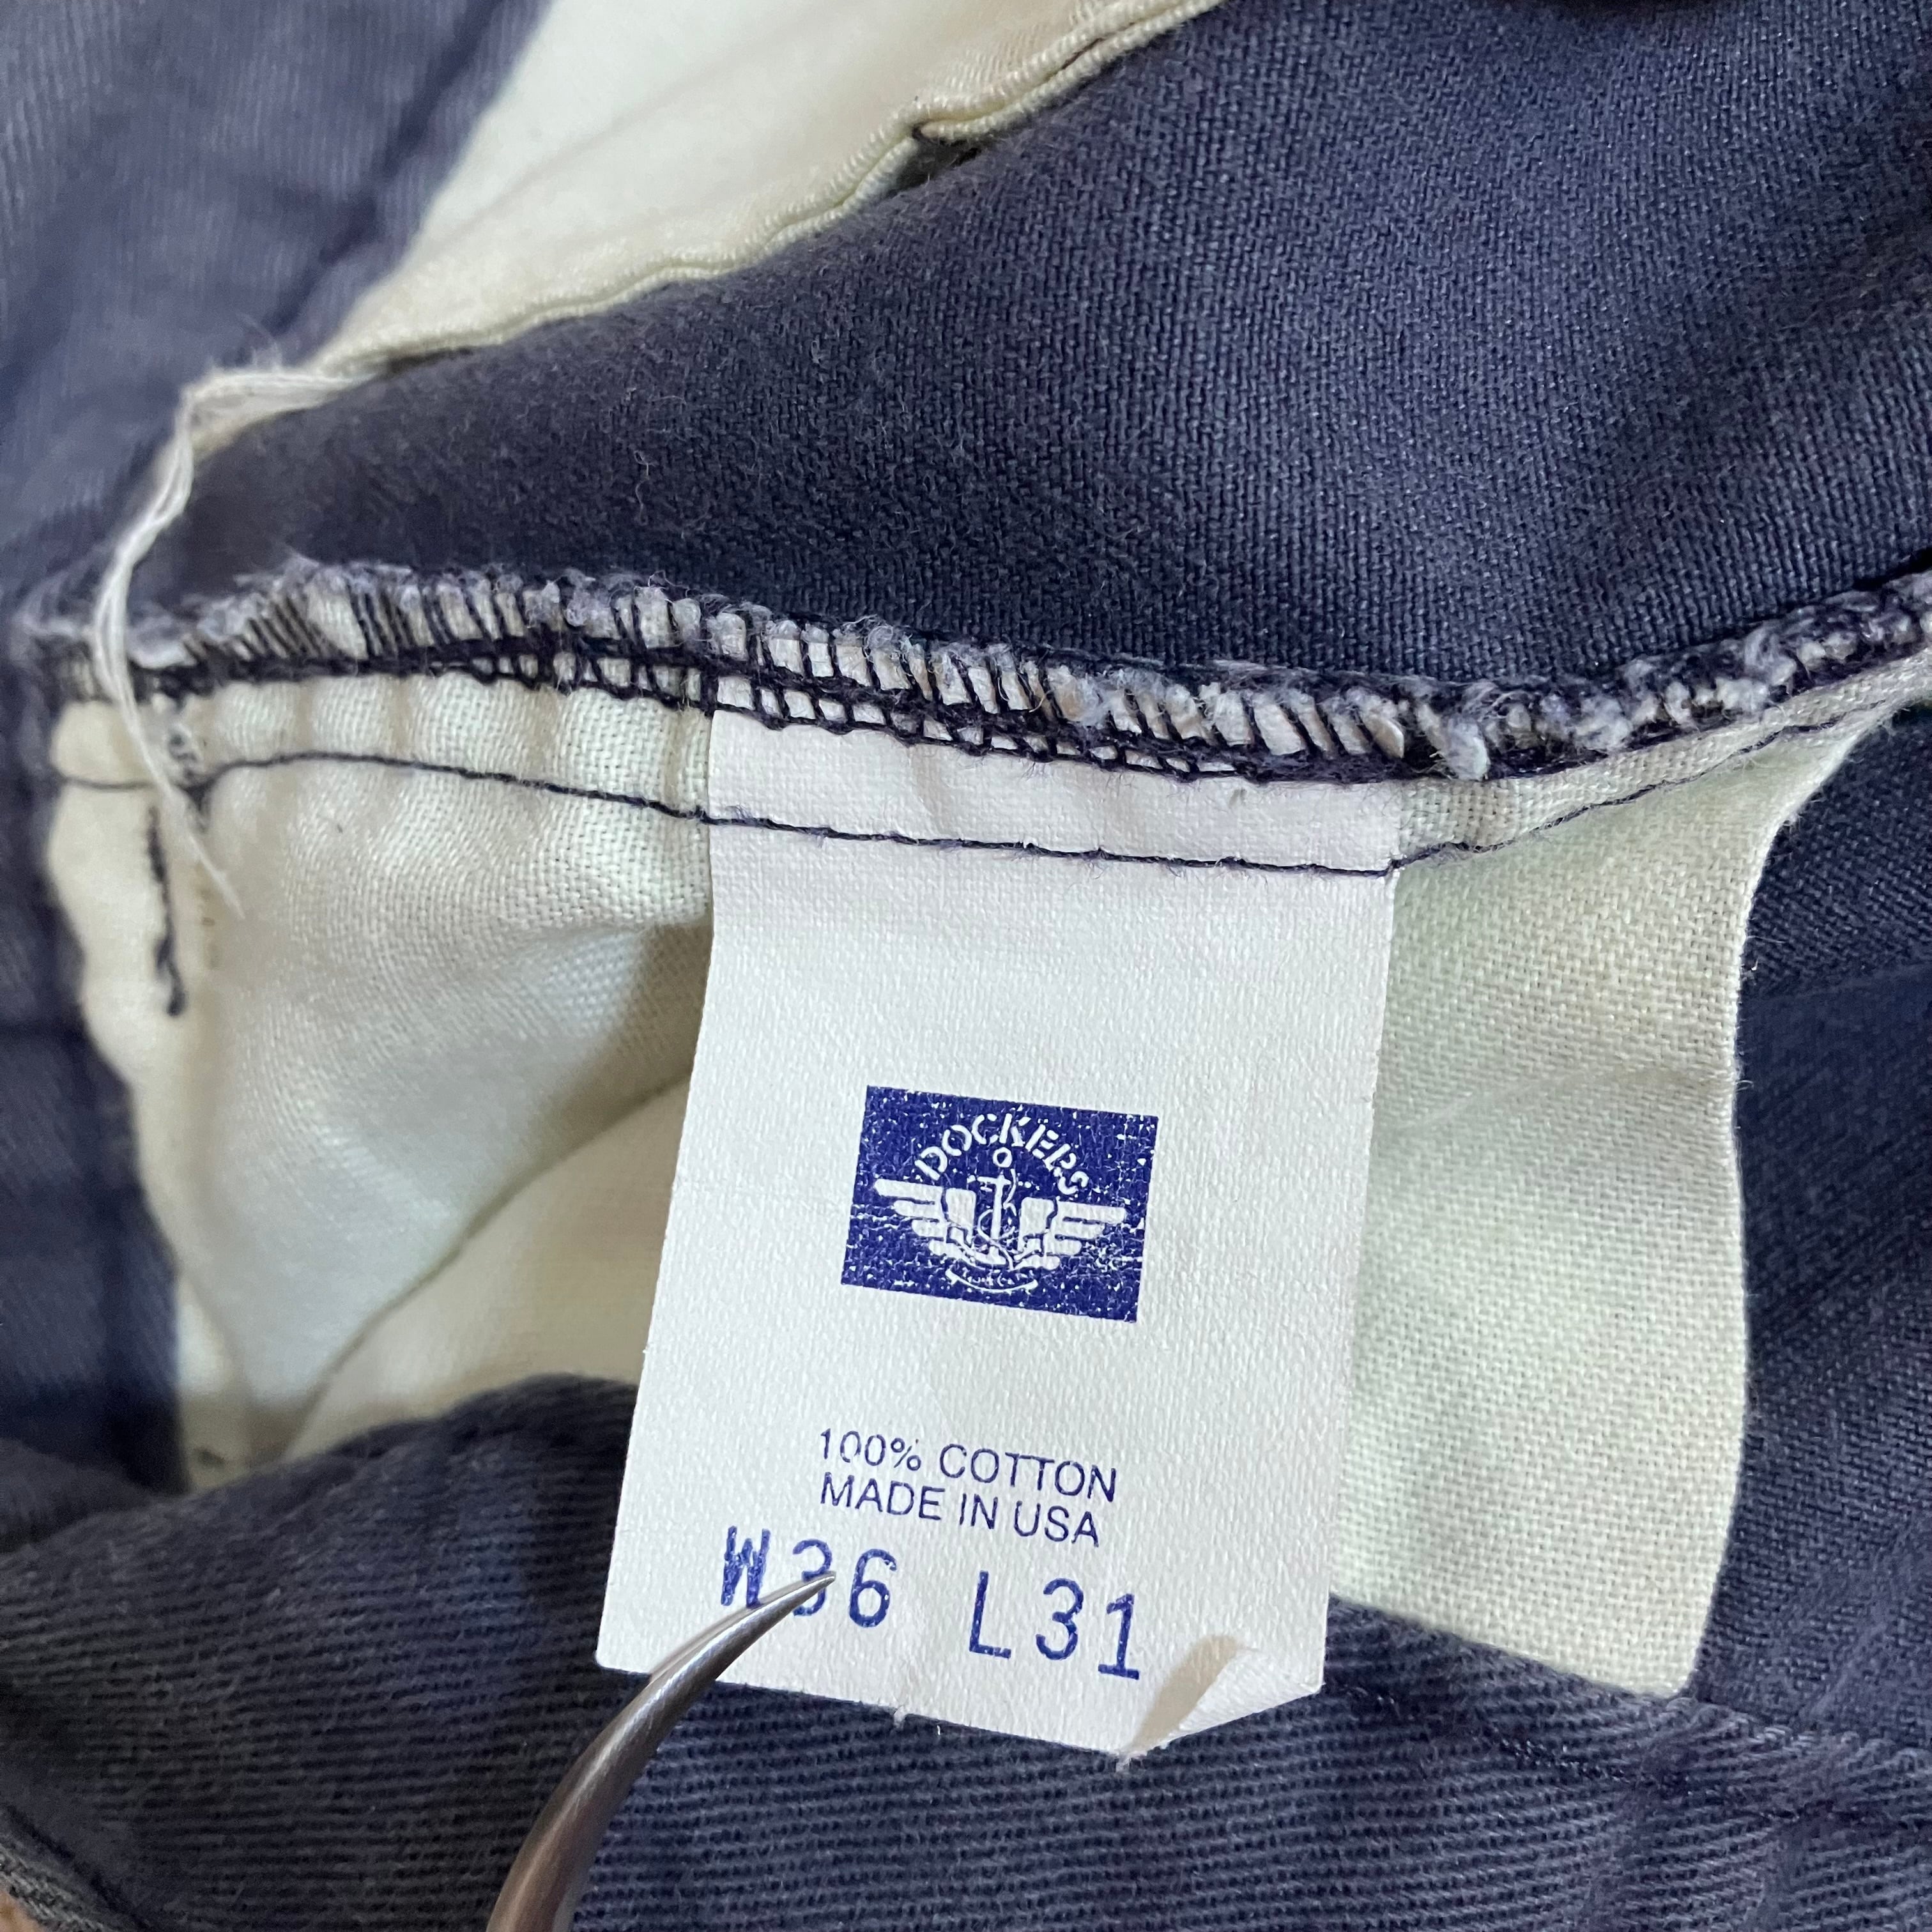 DOCKERS
100% COTTON
MADE IN USA
W36 L31